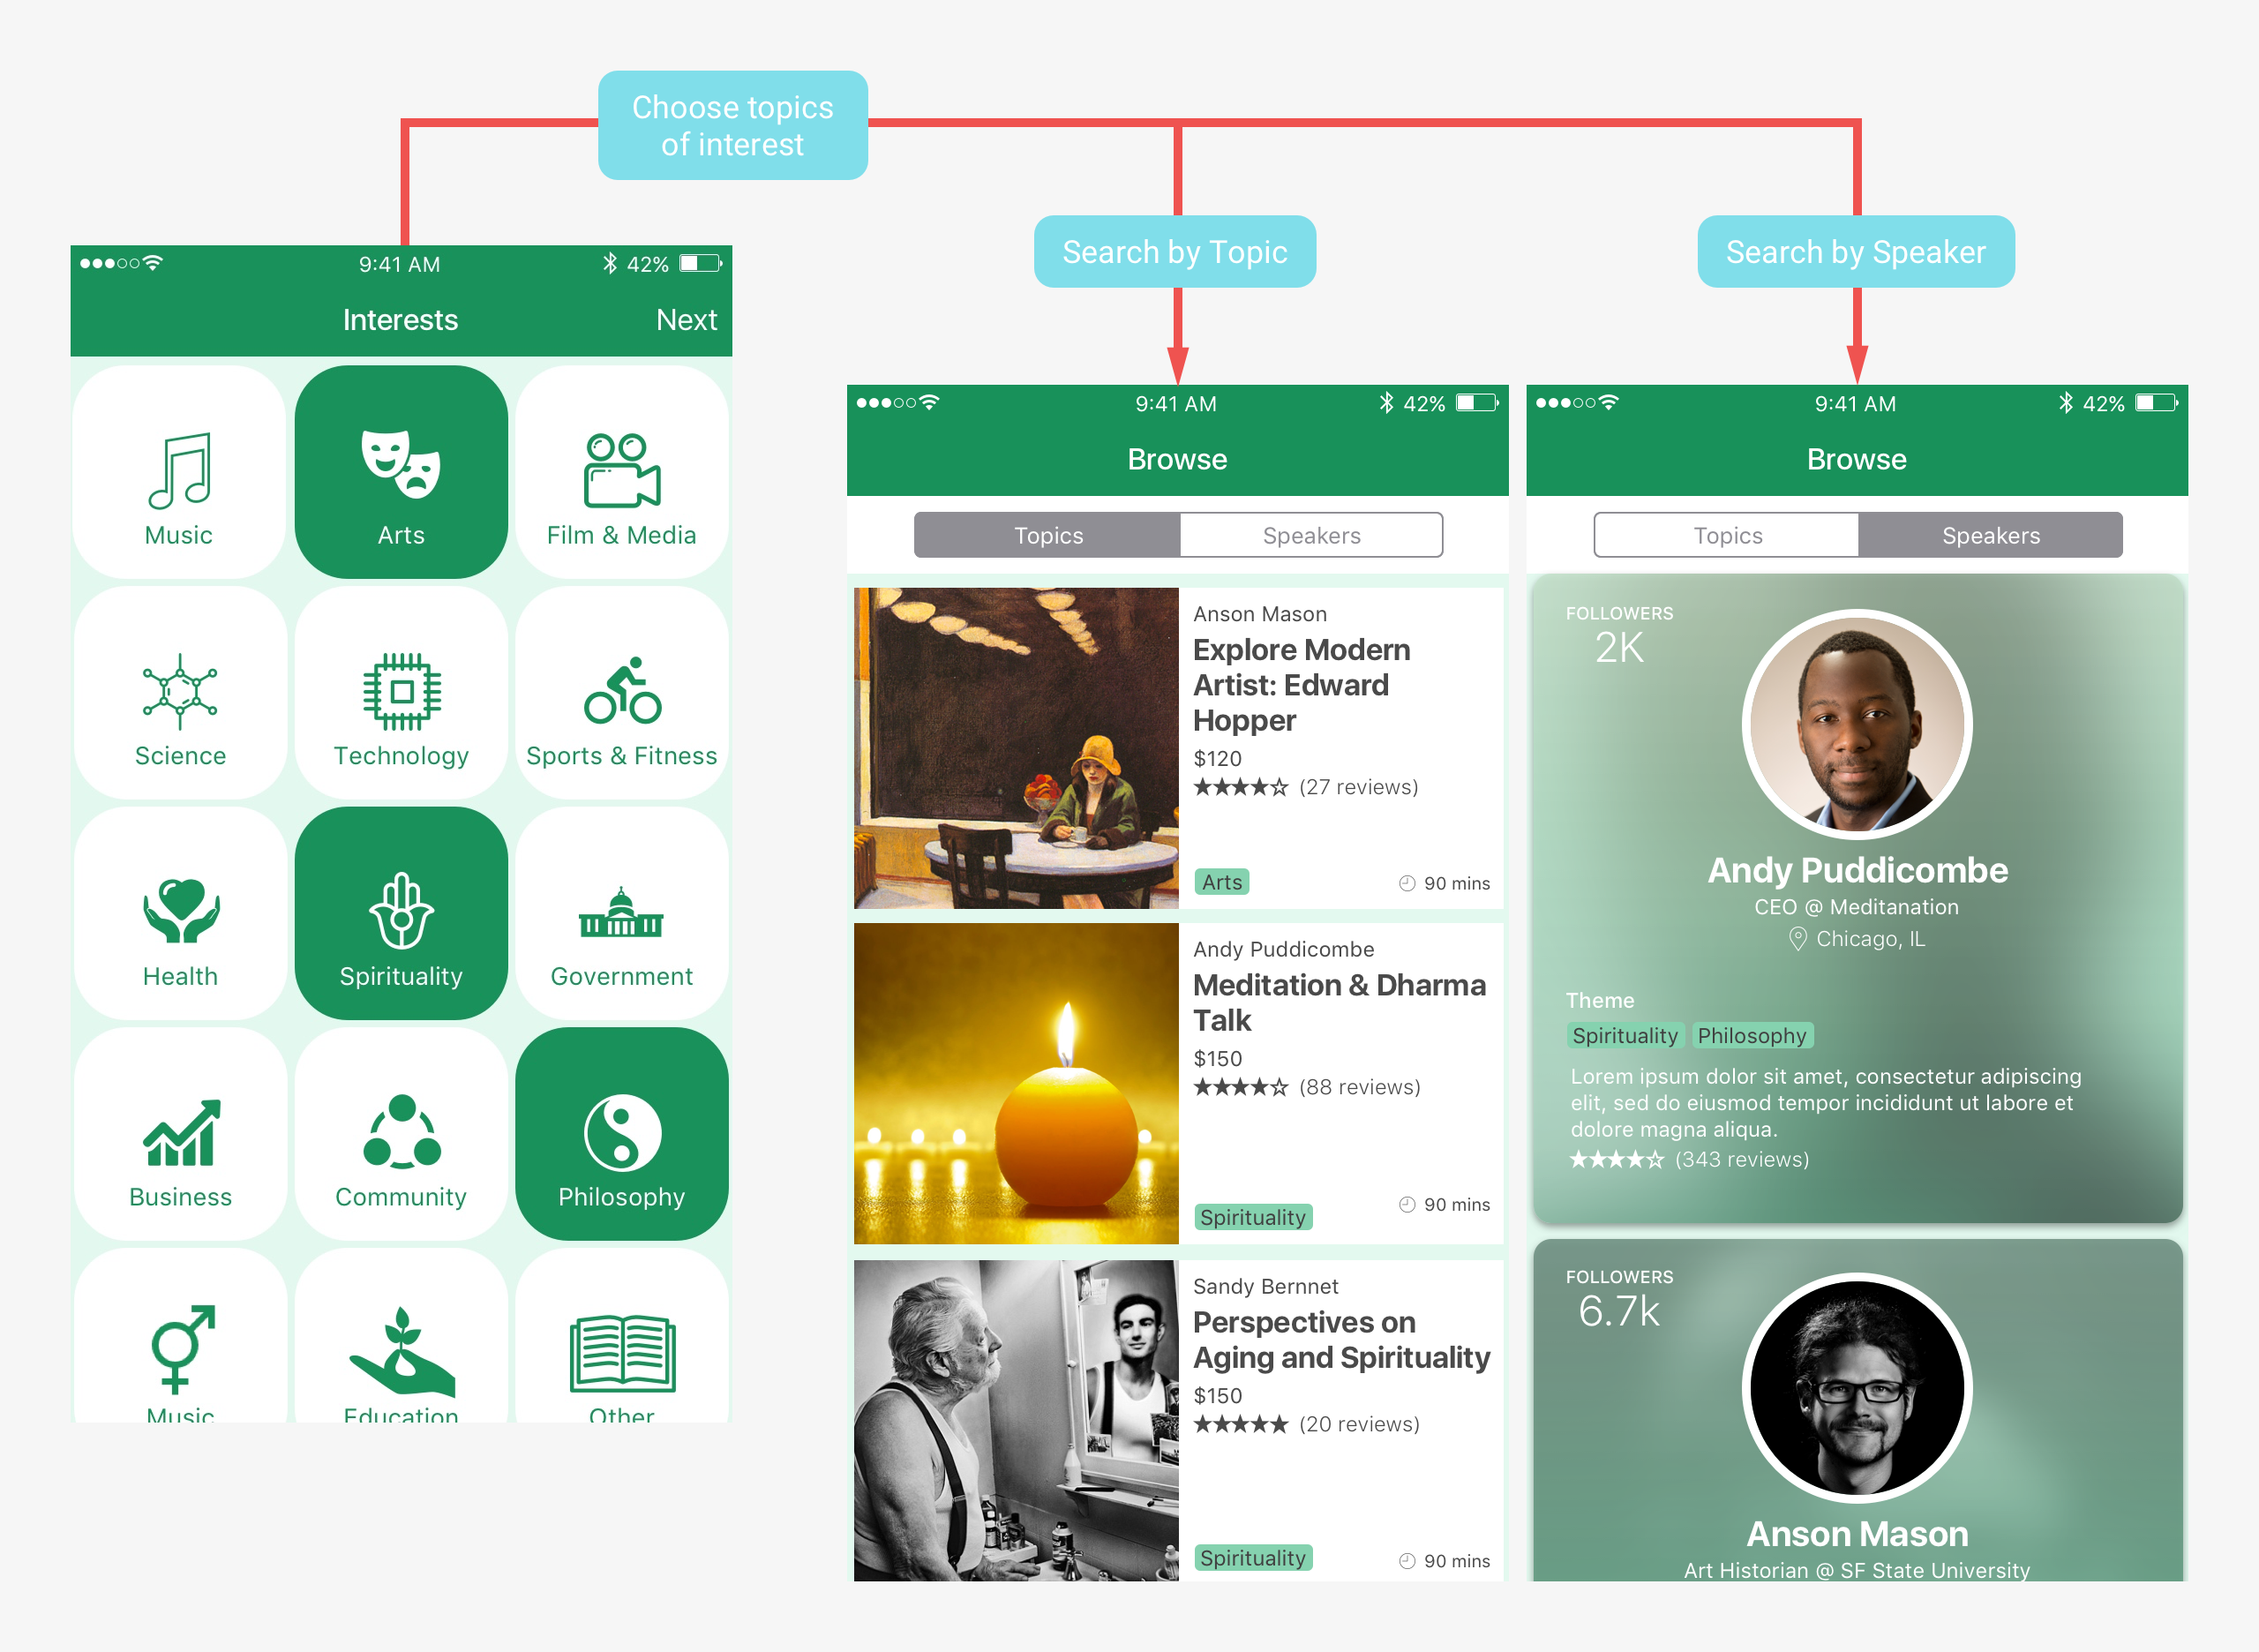 Choose topics
of interest
Search by Topic
Search by Speaker
9:41 AM
42%
Interests
Next
Music
Arts
Film & Media
Science
Technology
Sports & Fitness
Health
Spirituality
Government
Business
Community
Philosophy
Music
Education
Other
9:41 AM
42%
Browse
Topics
Speakers
Anson Mason
Explore Modern
Artist: Edward
Hopper
$120
(27 reviews)
Arts
90 mins
Andy Puddicombe
Meditation & Dharma
Talk
$150
(88 reviews)
Spirituality
90 mins
Sandy Bernnet
Perspectives on
Aging and Spirituality
$150
(20 reviews)
Spirituality
90 mins
9:41 AM
42%
Browse
Topics
Speakers
FOLLOWERS
2K
Andy Puddicombe
CEO @ Meditanation
Chicago, IL
Theme
Spirituality Philosophy
Lorem ipsum dolor sit amet, consectetur adipiscing
elit, sed do eiusmod tempor incididunt ut labore et
dolore magna aliqua.
(343 reviews)
FOLLOWERS
6.7k
Anson Mason
Art Historian @ SF State University